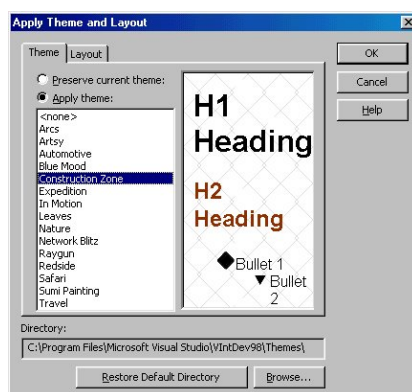 Apply Theme and Layout
Theme
Layout
Preserve current theme:
Apply theme:
<none>
Arcs
Artsy
Automotive
Blue Mood
Construction Zone
Expedition
In Motion
Leaves
Nature
Network Blitz
Raygun
Redside
Safari
Sumi Painting
Travel
H1
Heading
H2
Heading
Bullet 1
Bullet
2
OK
Cancel
Help
Directory:
C:\Program Files\Microsoft Visual Studio\VIntDev98\Themes\
Restore Default Directory
Browse...